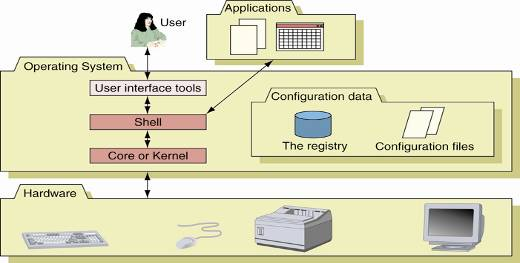 Applications
User
Operating System
User interface tools
Configuration data
Shell
The registry
Configuration files
Core or Kernel
Hardware